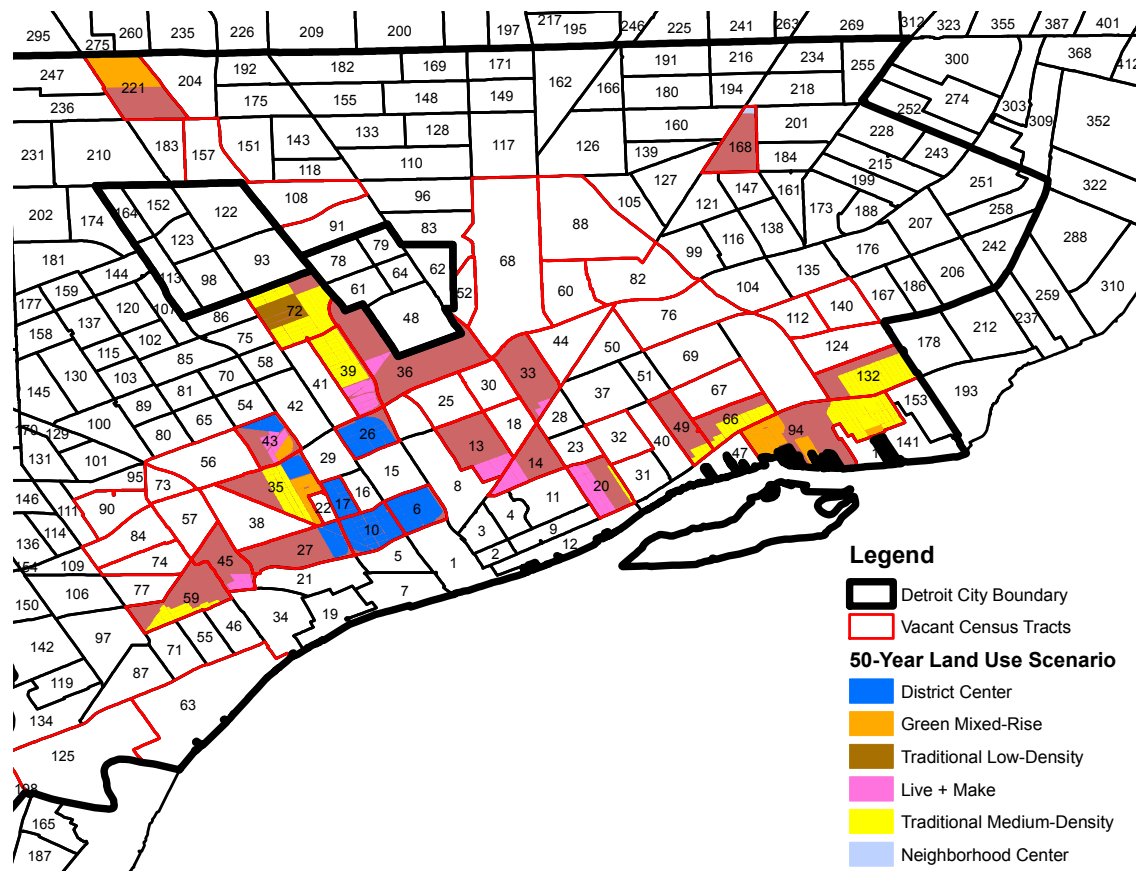 295 275 260 235 226 209 200 197 217 195 246 225 241 263 269 312 323 355 387 401
247 221 204 192 182 169 171 162 166 191 216 234 255 300 368 412
236 175 155 148 149 180 194 218 252 274 303 309 352
231 210 183 157 151 143 133 128 117 126 160 168 201 228 243
118 110 139 184 215 251 322
202 174 164 152 122 108 96 105 127 147 161 199 258
181 123 91 83 88 121 116 138 173 188 207 242 288
113 98 93 78 79 64 62 68 99 176
144 61 52 60 82 104 135 167 186 206 259 310
177 159 120 107 86 72 48 76 112 140 237
158 137 102 75 36 44 50 124 178 212
115 85 58 41 39 33 69 132 193
145 130 103 81 70 30 37 51 67 153
100 89 65 54 42 25 28 49 66 94 141
170 129 80 43 26 13 18 23 32 40 47
131 101 56 29 15 14 20 31
95 73 35 16 8 11
146 111 90 57 38 22 17 6 3 4 9
136 114 84 27 10 5 2 12
154 109 74 45 21 1
150 106 77 59 7
142 97 71 55 46 34 19
119 87
134 63
125
198
165
187
Legend
Detroit City Boundary
Vacant Census Tracts
50-Year Land Use Scenario
District Center
Green Mixed-Rise
Traditional Low-Density
Live + Make
Traditional Medium-Density
Neighborhood Center